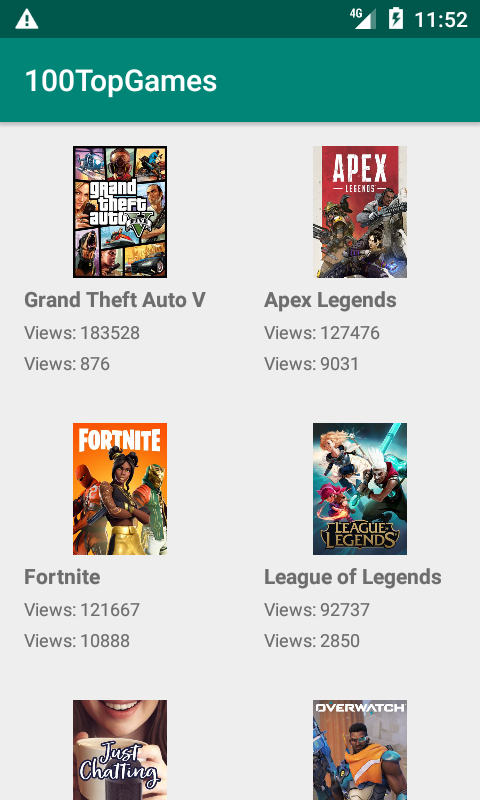 4G 11:52
100TopGames
grand theft auto V
APEX
LEGENDS
Grand Theft Auto V
Views: 183528
Views: 876
Apex Legends
Views: 127476
Views: 9031
FORTNITE
LEAGUE OF LEGENDS
Fortnite
Views: 121667
Views: 10888
League of Legends
Views: 92737
Views: 2850
Just
Chatting
OVERWATCH